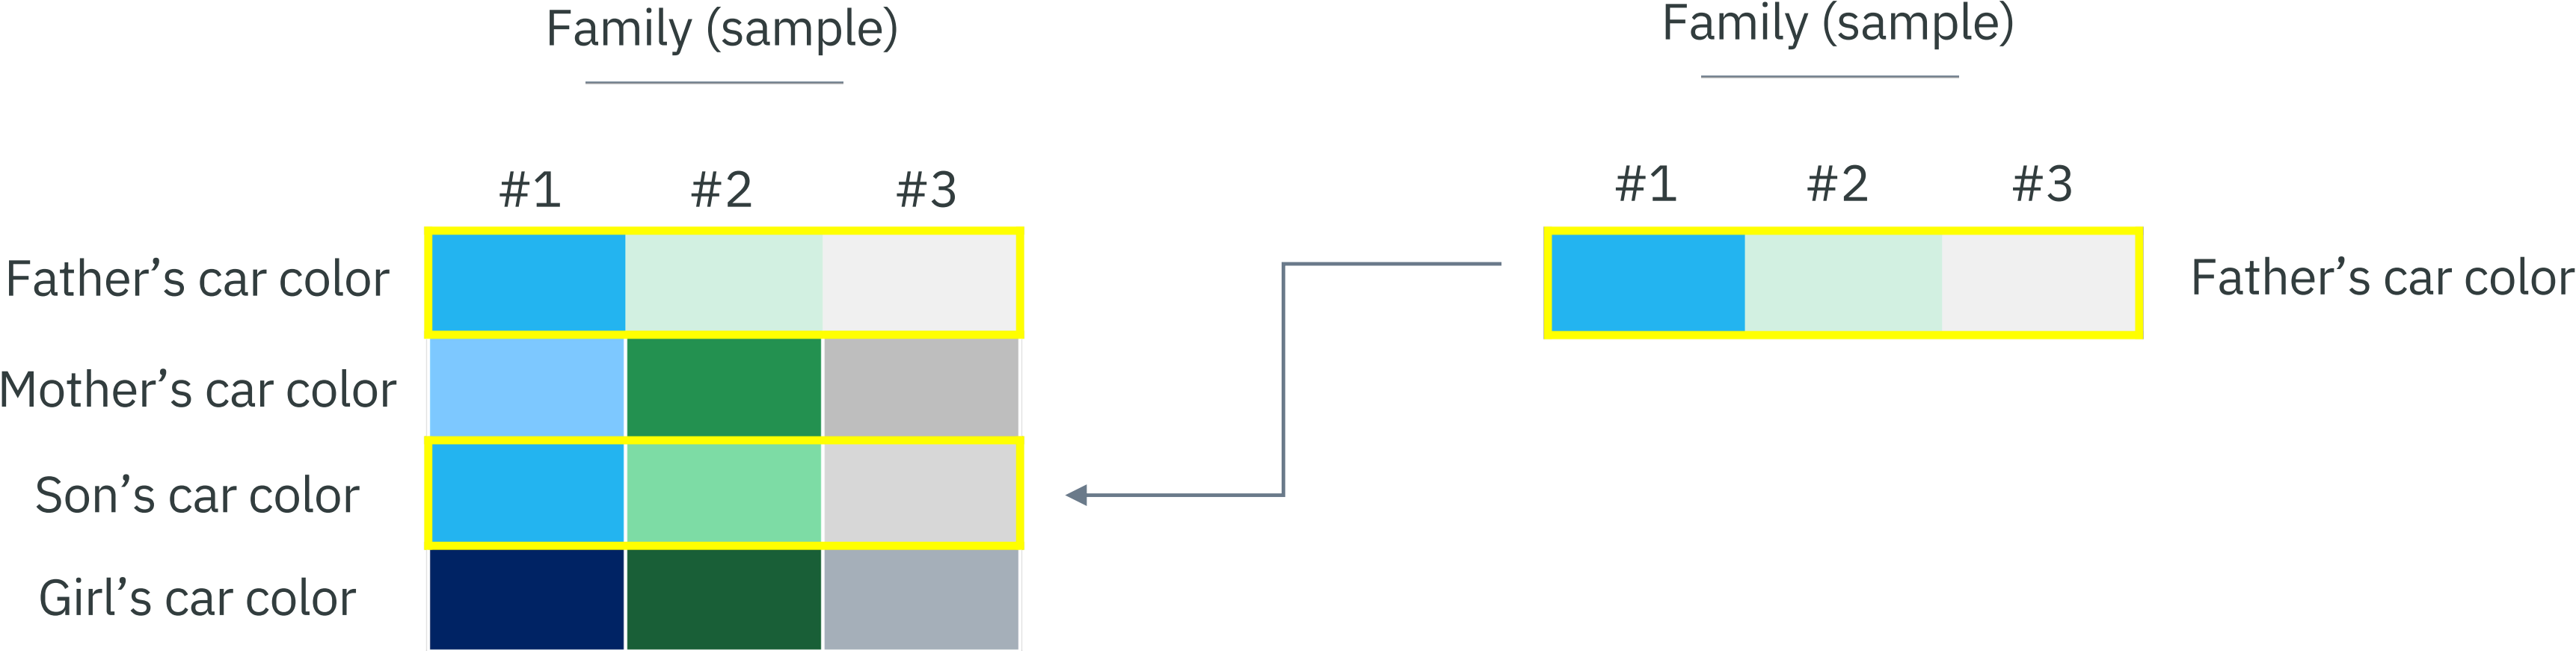 Family (sample)
#1 #2 #3
Father’s car color
Mother’s car color
Son’s car color
Girl’s car color
Family (sample)
#1 #2 #3
Father’s car color